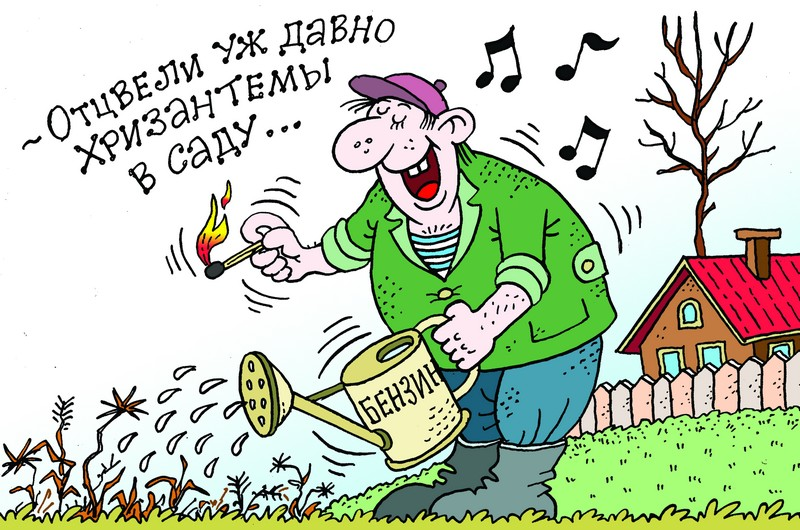 ~Отцвели уж давно
хризантемы
в саду...
БЕНЗИН